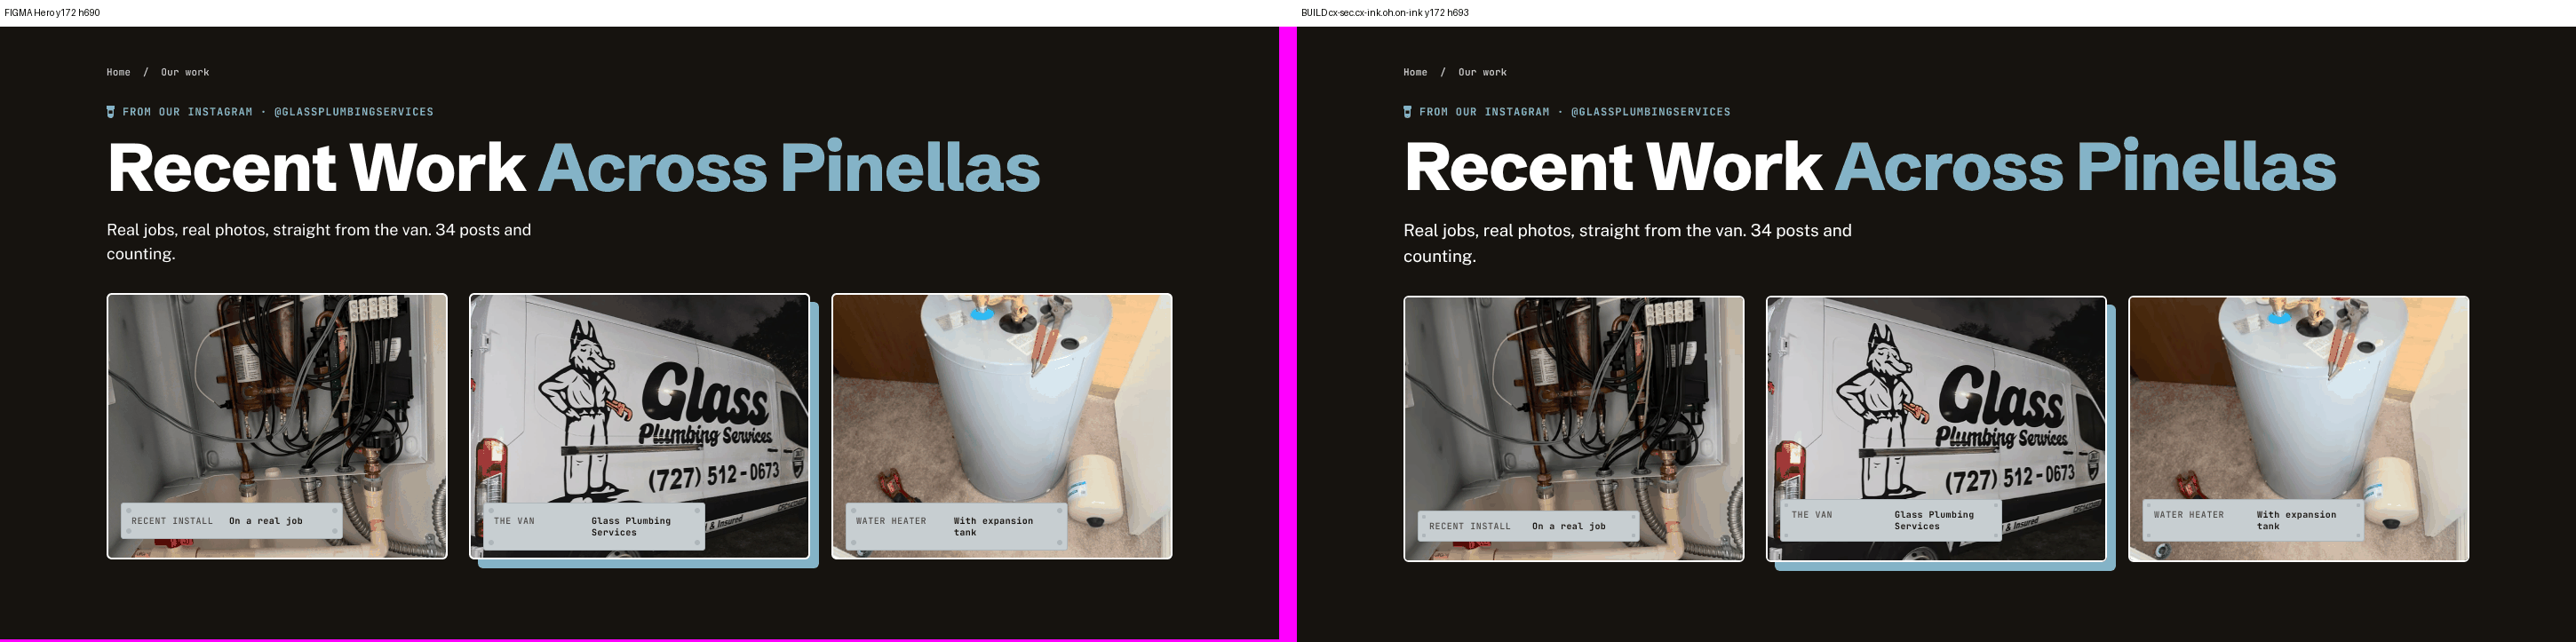 FIGMA Hero y172 h690
Home / Our work
FROM OUR INSTAGRAM · @GLASSPLUMBINGSERVICES
Recent Work Across Pinellas
Real jobs, real photos, straight from the van. 34 posts and
counting.
RECENT INSTALL On a real job
Glass
Plumbing Services
(727) 512-0673
& Insured
THE VAN Glass Plumbing
Services
WATER HEATER With expansion
tank
BUILD cx-sec.cx-ink.oh.on-ink y172 h693
Home / Our work
FROM OUR INSTAGRAM · @GLASSPLUMBINGSERVICES
Recent Work Across Pinellas
Real jobs, real photos, straight from the van. 34 posts and
counting.
RECENT INSTALL On a real job
Glass
Plumbing Services
(727) 512-0673
& Insured
THE VAN Glass Plumbing
Services
WATER HEATER With expansion
tank